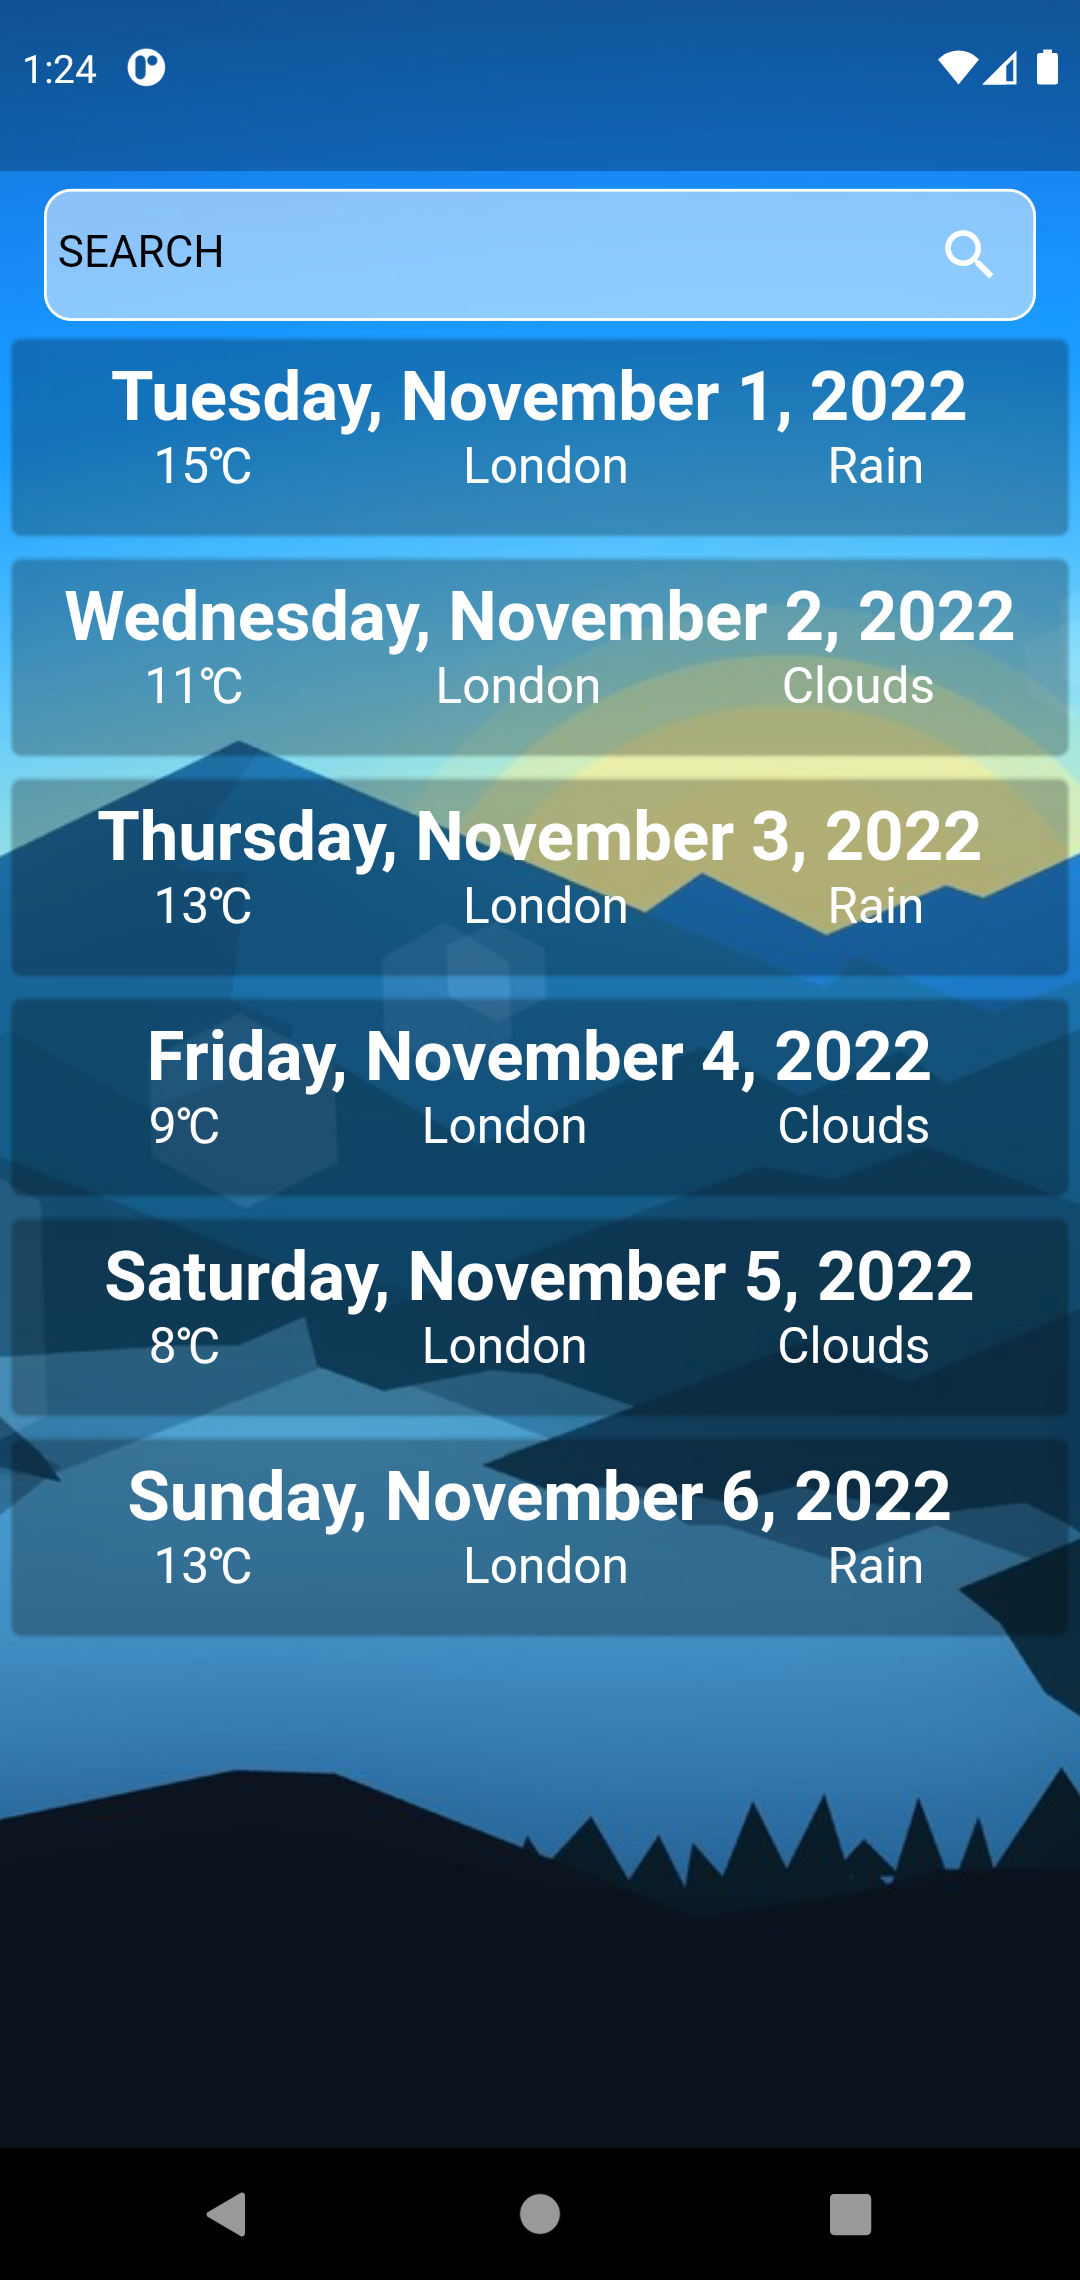 1:24
SEARCH
Tuesday, November 1, 2022
15℃ London Rain
Wednesday, November 2, 2022
11℃ London Clouds
Thursday, November 3, 2022
13℃ London Rain
Friday, November 4, 2022
9℃ London Clouds
Saturday, November 5, 2022
8℃ London Clouds
Sunday, November 6, 2022
13℃ London Rain